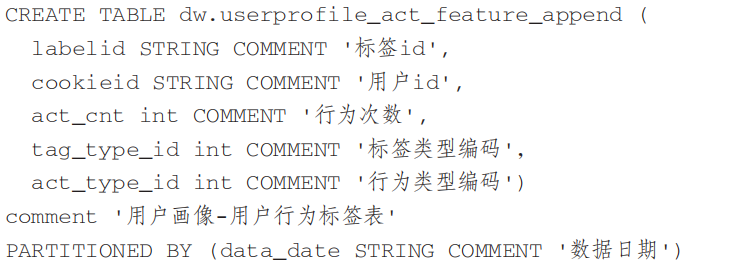 CREATE TABLE dw.userprofile_act_feature_append (
labelid STRING COMMENT '标签id',
cookieid STRING COMMENT '用户id',
act_cnt int COMMENT '行为次数',
tag_type_id int COMMENT '标签类型编码',
act_type_id int COMMENT '行为类型编码')
comment '用户画像-用户行为标签表'
PARTITIONED BY (data_date STRING COMMENT '数据日期')